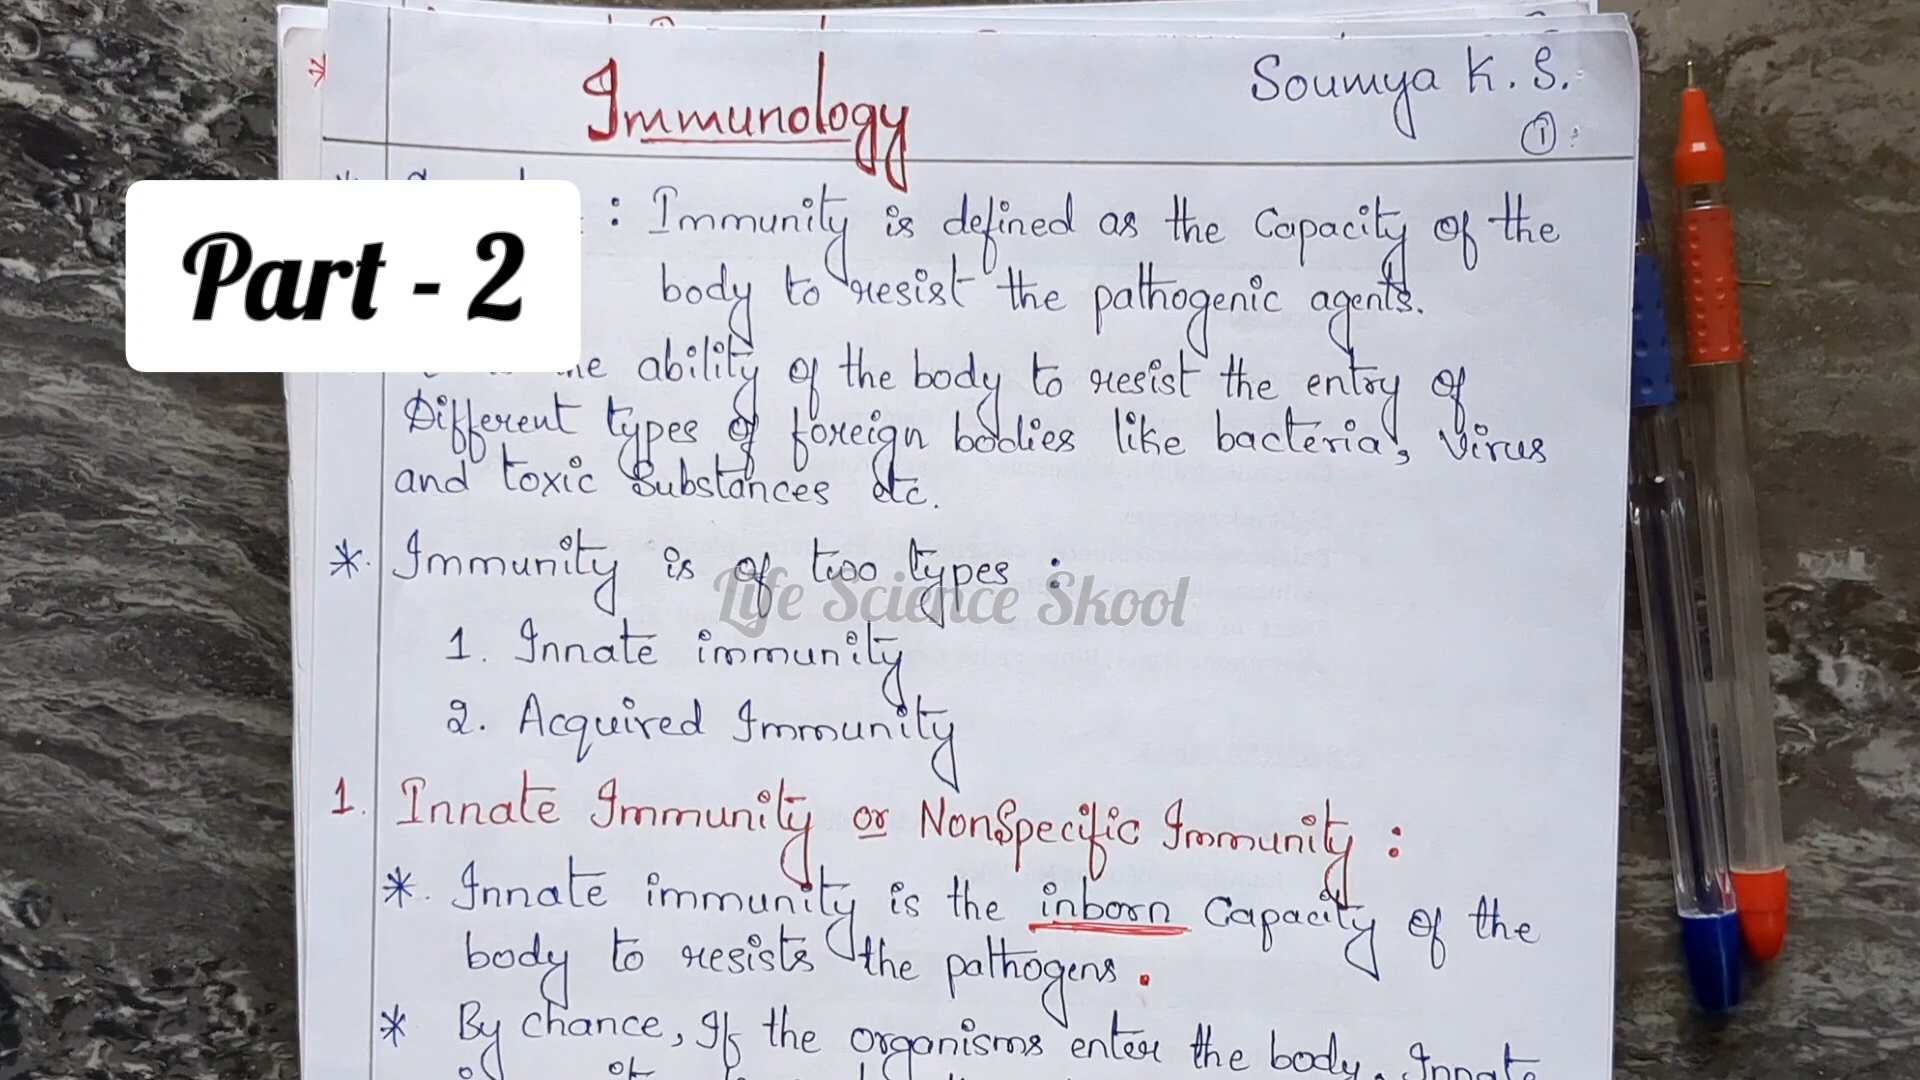 Immunology
Soumya K. S.
1
Part - 2
: Immunity is defined as the Capacity of the
body to resist the pathogenic agents.
ability of the body to resist the entry of
Different types of foreign bodies like bacteria, Virus
and toxic Substances etc.
*. Immunity is of two types :
Life Science Skool
1. Innate immunity
2. Acquired Immunity
1. Innate Immunity or NonSpecific Immunity :
*. Innate immunity is the inborn Capacity of the
body to resists the pathogens.
* By chance, If the organisms enter the body, Innate